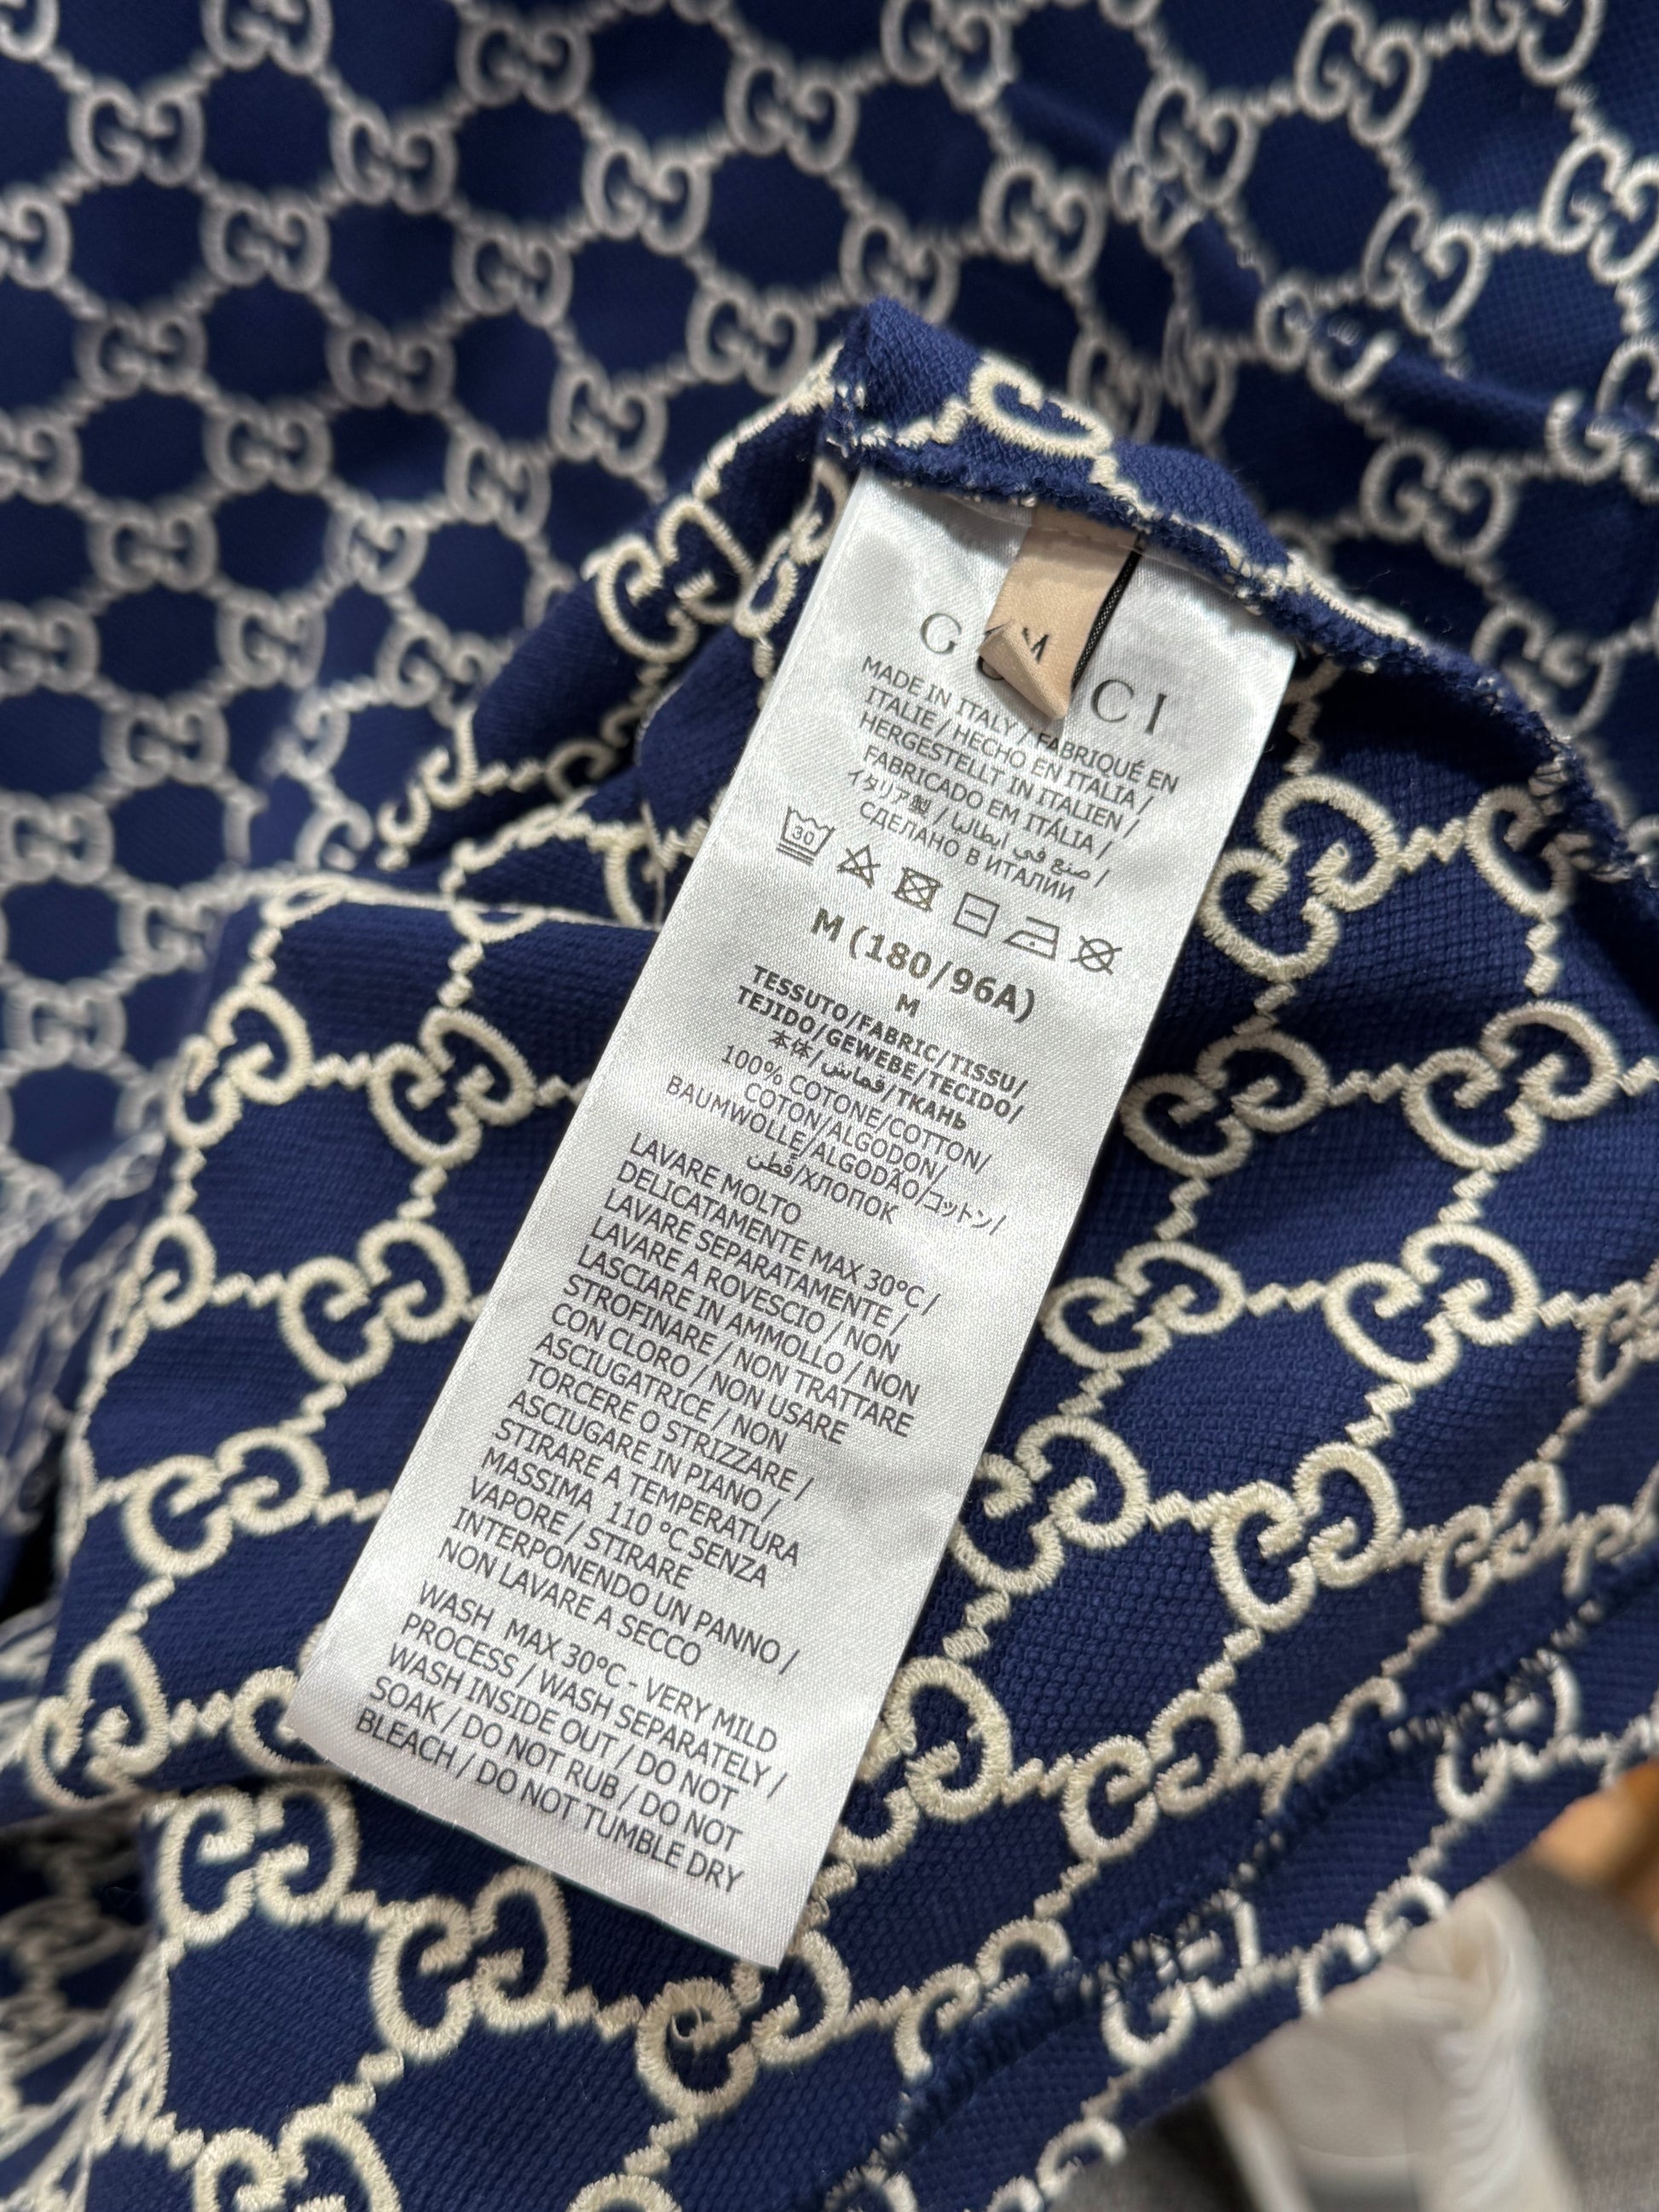 G CI
M
MADE IN ITALY / FABRIQUÉ EN
ITALIE / HECHO EN ITALIA /
HERGESTELLT IN ITALIEN /
FABRICADO EM ITÁLIA /
イタリア製 / صنع في ايطاليا /
СДЕЛАНО В ИТАЛИИ
30
M (180/96A)
M
TESSUTO/FABRIC/TISSU/
TEJIDO/GEWEBE/TECIDO/
本体/قماش/ТКАНЬ
100% COTONE/COTTON/
COTON/ALGODON/
BAUMWOLLE/ALGODÃO/コットン/
قطن/ХЛОПОК
LAVARE MOLTO
DELICATAMENTE MAX 30°C /
LAVARE SEPARATAMENTE /
LAVARE A ROVESCIO / NON
LASCIARE IN AMMOLLO / NON
STROFINARE / NON TRATTARE
CON CLORO / NON USARE
ASCIUGATRICE / NON
TORCERE O STRIZZARE /
ASCIUGARE IN PIANO /
STIRARE A TEMPERATURA
MASSIMA 110 °C SENZA
VAPORE / STIRARE
INTERPONENDO UN PANNO /
NON LAVARE A SECCO
WASH MAX 30°C - VERY MILD
PROCESS / WASH SEPARATELY /
WASH INSIDE OUT / DO NOT
SOAK / DO NOT RUB / DO NOT
BLEACH / DO NOT TUMBLE DRY